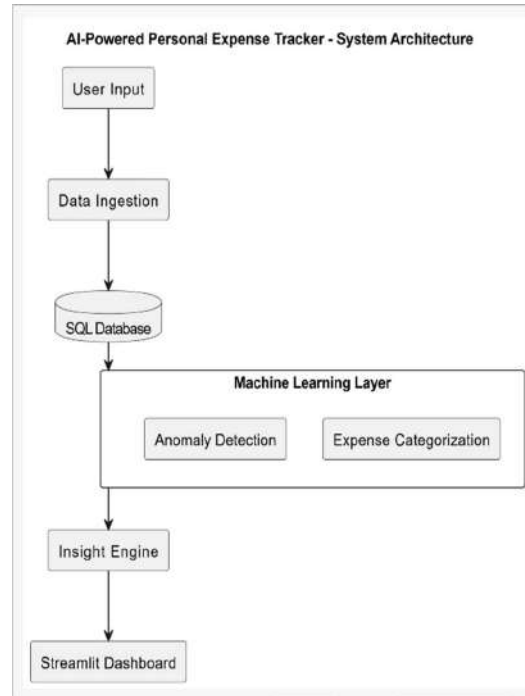 AI-Powered Personal Expense Tracker - System Architecture
User Input
Data Ingestion
SQL Database
Machine Learning Layer
Anomaly Detection
Expense Categorization
Insight Engine
Streamlit Dashboard